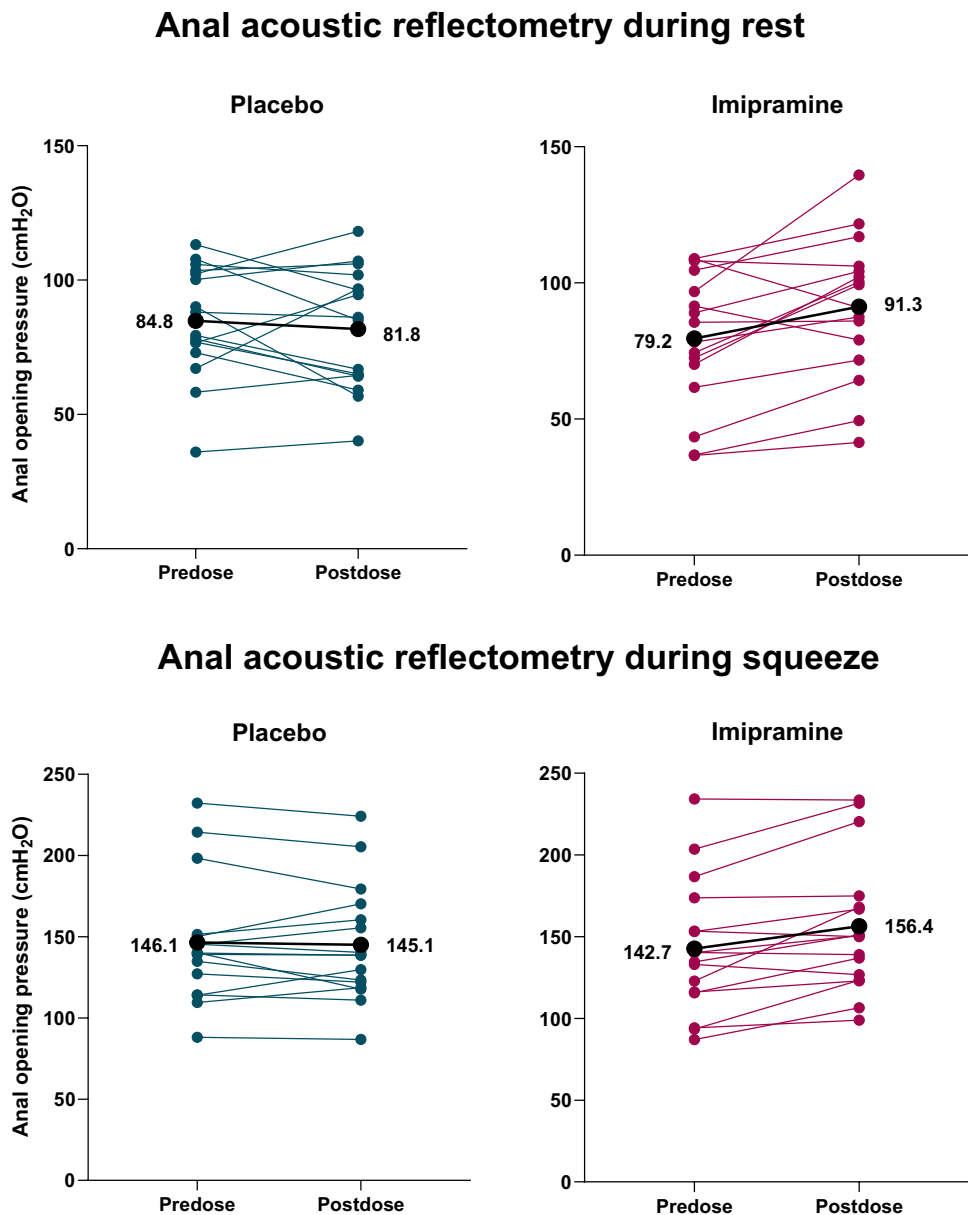 Anal acoustic reflectometry during rest
Placebo
Imipramine
Anal opening pressure (cmH₂O)
150
100
50
0
84.8
81.8
Predose
Postdose
150
100
50
0
79.2
91.3
Predose
Postdose
Anal acoustic reflectometry during squeeze
Placebo
Imipramine
Anal opening pressure (cmH₂O)
250
200
150
100
50
0
146.1
145.1
Predose
Postdose
250
200
150
100
50
0
142.7
156.4
Predose
Postdose